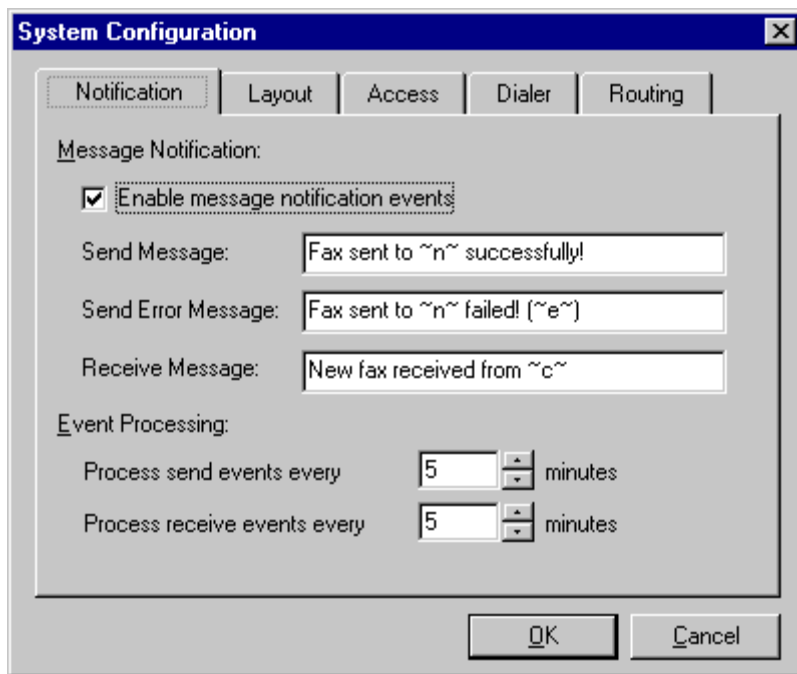 System Configuration
Notification Layout Access Dialer Routing
Message Notification:
Enable message notification events
Send Message: Fax sent to ~n~ successfully!
Send Error Message: Fax sent to ~n~ failed! (~e~)
Receive Message: New fax received from ~c~
Event Processing:
Process send events every 5 minutes
Process receive events every 5 minutes
OK Cancel